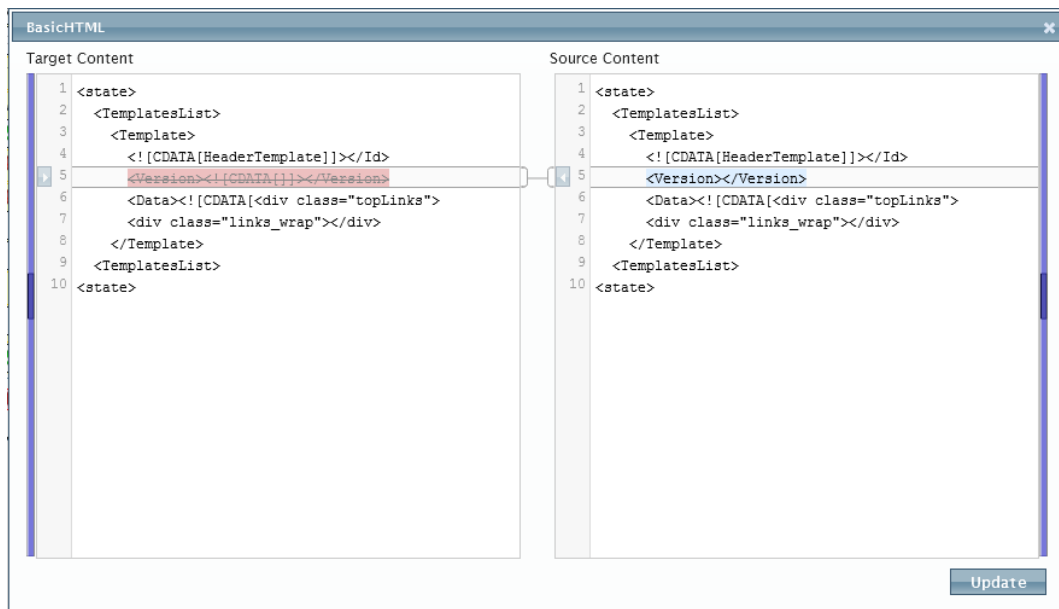 BasicHTML
Target Content
1 <state>
2 <TemplatesList>
3 <Template>
4 <![CDATA[HeaderTemplate]]></Id>
5 <Version><![CDATA[]]></Version>
6 <Data><![CDATA[<div class="topLinks">
7 <div class="links_wrap"></div>
8 </Template>
9 <TemplatesList>
10 <state>
Source Content
1 <state>
2 <TemplatesList>
3 <Template>
4 <![CDATA[HeaderTemplate]]></Id>
5 <Version></Version>
6 <Data><![CDATA[<div class="topLinks">
7 <div class="links_wrap"></div>
8 </Template>
9 <TemplatesList>
10 <state>
Update